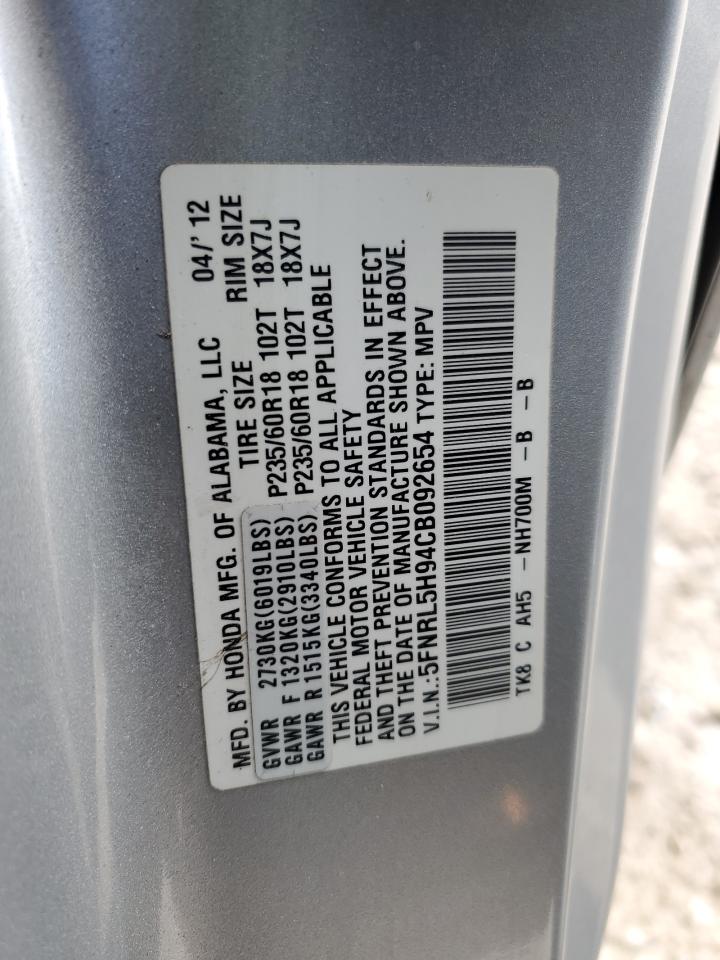 MFD. BY HONDA MFG. OF ALABAMA, LLC 04/' 12
TIRE SIZE RIM SIZE
GVWR 2730KG(6019LBS)
GAWR F 1320KG(2910LBS) P235/60R18 102T 18X7J
GAWR R 1515KG(3340LBS) P235/60R18 102T 18X7J
THIS VEHICLE CONFORMS TO ALL APPLICABLE
FEDERAL MOTOR VEHICLE SAFETY
AND THEFT PREVENTION STANDARDS IN EFFECT
ON THE DATE OF MANUFACTURE SHOWN ABOVE.
V.I.N.:5FNRL5H94CB092654 TYPE: MPV
TK8 C AH5 -NH700M -B -B